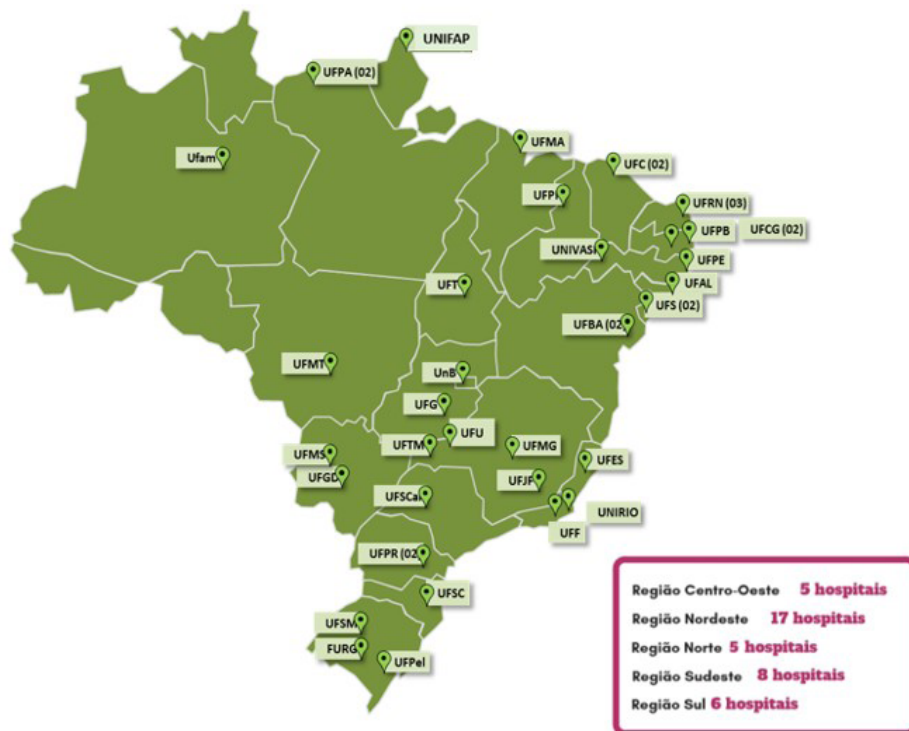 UNIFAP
UFPA (02)
UFMA
Ufam
UFC (02)
UFPI
UFRN (03)
UFPB
UFCG (02)
UNIVASF
UFPE
UFT
UFAL
UFS (02)
UFBA (02)
UFMT
UnB
UFG
UFU
UFTM
UFMG
UFMS
UFES
UFGD
UFJF
UFSCar
UNIRIO
UFF
UFPR (02)
UFSC
UFSM
FURG
UFPel
Região Centro-Oeste 5 hospitais
Região Nordeste 17 hospitais
Região Norte 5 hospitais
Região Sudeste 8 hospitais
Região Sul 6 hospitais